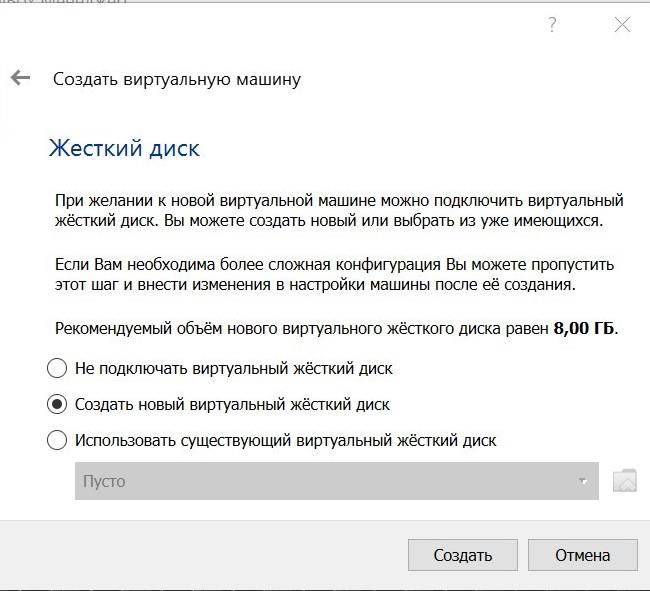 ?
Создать виртуальную машину
Жесткий диск
При желании к новой виртуальной машине можно подключить виртуальный
жёсткий диск. Вы можете создать новый или выбрать из уже имеющихся.
Если Вам необходима более сложная конфигурация Вы можете пропустить
этот шаг и внести изменения в настройки машины после её создания.
Рекомендуемый объём нового виртуального жёсткого диска равен 8,00 ГБ.
Не подключать виртуальный жёсткий диск
Создать новый виртуальный жёсткий диск
Использовать существующий виртуальный жёсткий диск
Пусто
Создать Отмена